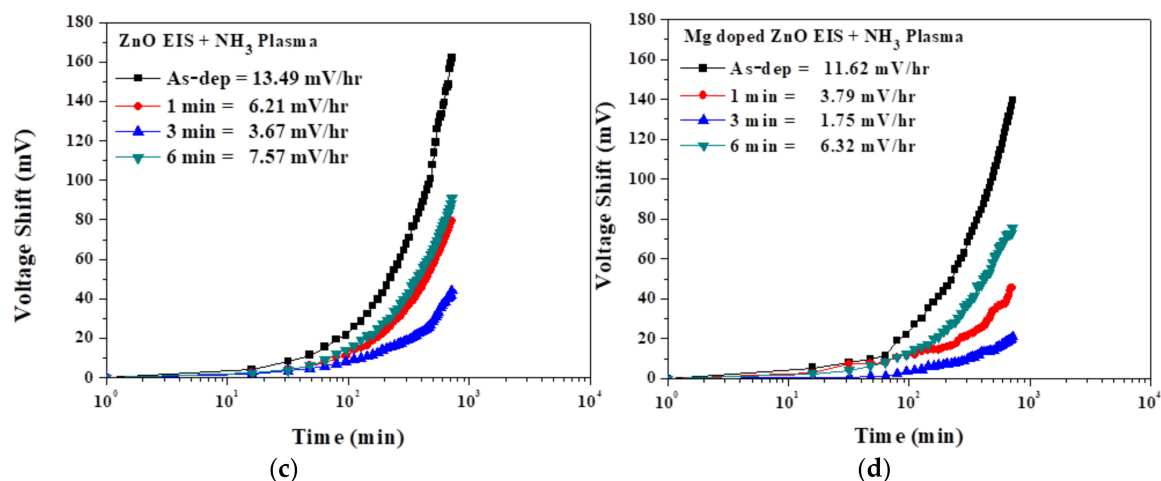 ZnO EIS + NH3 Plasma
As-dep = 13.49 mV/hr
1 min = 6.21 mV/hr
3 min = 3.67 mV/hr
6 min = 7.57 mV/hr
Voltage Shift (mV)
180
160
140
120
100
80
60
40
20
0
10^0
10^1
10^2
10^3
10^4
Time (min)
(c)
Mg doped ZnO EIS + NH3 Plasma
As-dep = 11.62 mV/hr
1 min = 3.79 mV/hr
3 min = 1.75 mV/hr
6 min = 6.32 mV/hr
Voltage Shift (mV)
180
160
140
120
100
80
60
40
20
0
10^0
10^1
10^2
10^3
10^4
Time (min)
(d)